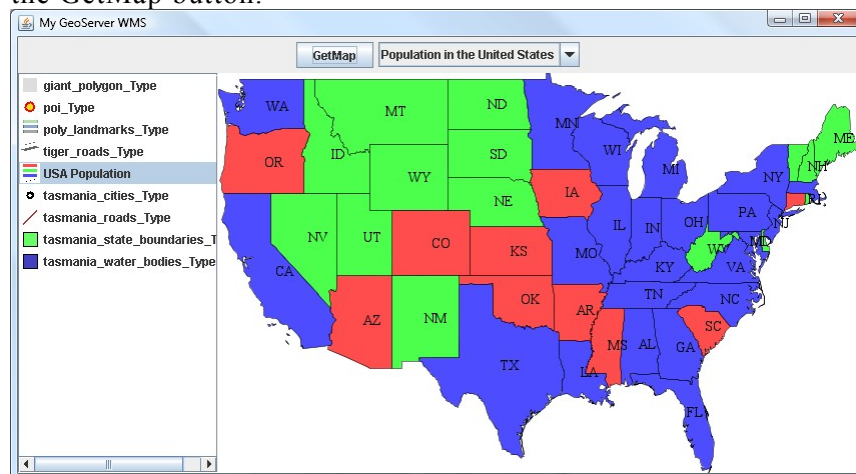 the GetMap button.
My GeoServer WMS
GetMap Population in the United States
giant_polygon_Type
poi_Type
poly_landmarks_Type
tiger_roads_Type
USA Population
tasmania_cities_Type
tasmania_roads_Type
tasmania_state_boundaries_T
tasmania_water_bodies_Type
WA MT ND MN ME
OR ID SD WI MI NY NH
WY IA RI
NE PA
NV UT CO IL IN OH NJ
CA KS MO WV MD
KY VA
AZ NM OK AR TN NC
SC
TX MS AL GA
LA
FL